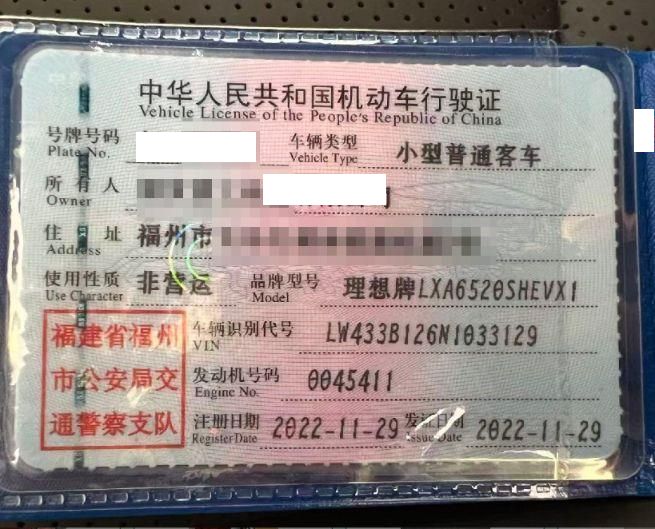 中华人民共和国机动车行驶证
Vehicle License of the People's Republic of China
号牌号码 Plate No. 车辆类型 Vehicle Type 小型普通客车
所有人 Owner
住址 Address 福州市
使用性质 Use Character 非营运 品牌型号 Model 理想牌LXA6520SHEVX1
福建省福州市公安局交通警察支队
车辆识别代号 VIN LW433B126N1033129
发动机号码 Engine No. 0045411
注册日期 Register Date 2022-11-29 发证日期 Issue Date 2022-11-29